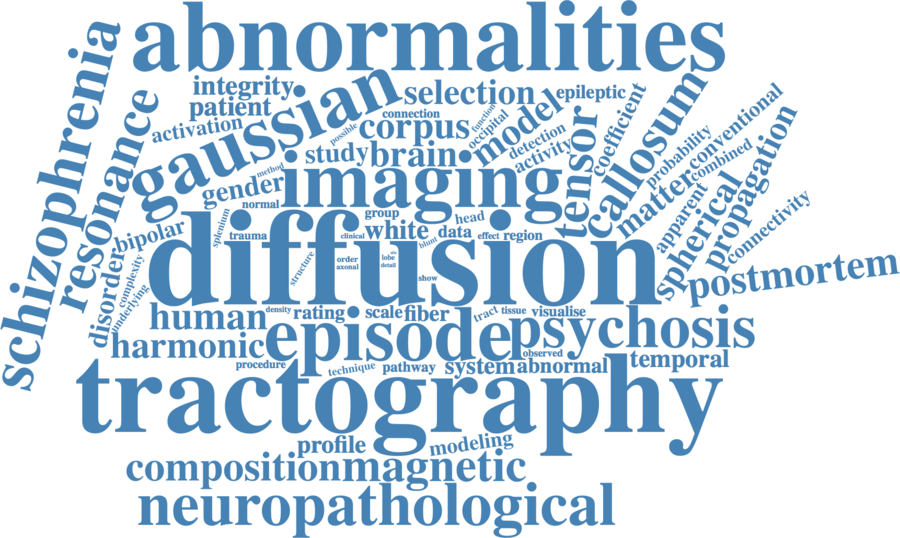 abnormalities
schizophrenia
resonance
integrity
patient
activation
gaussian
selection
epileptic
connection
possible
corpus
function
occipital
model
detection
activity
tensor
coefficient
callosum
conventional
probability
combined
matter
propagation
study
brain
method
gender
imaging
normal
group
head
white
data
effect
region
apparent
spherical
connectivity
splenium
bipolar
trauma
clinical
blunt
diffusion
structure
order
axonal
lobe
detail
show
disorder
complexity
underlying
postmortem
human
density
rating
scale
fiber
tract
tissue
visualise
harmonic
episode
psychosis
observed
procedure
technique
pathway
system
abnormal
temporal
tractography
profile
modeling
composition
magnetic
neuropathological